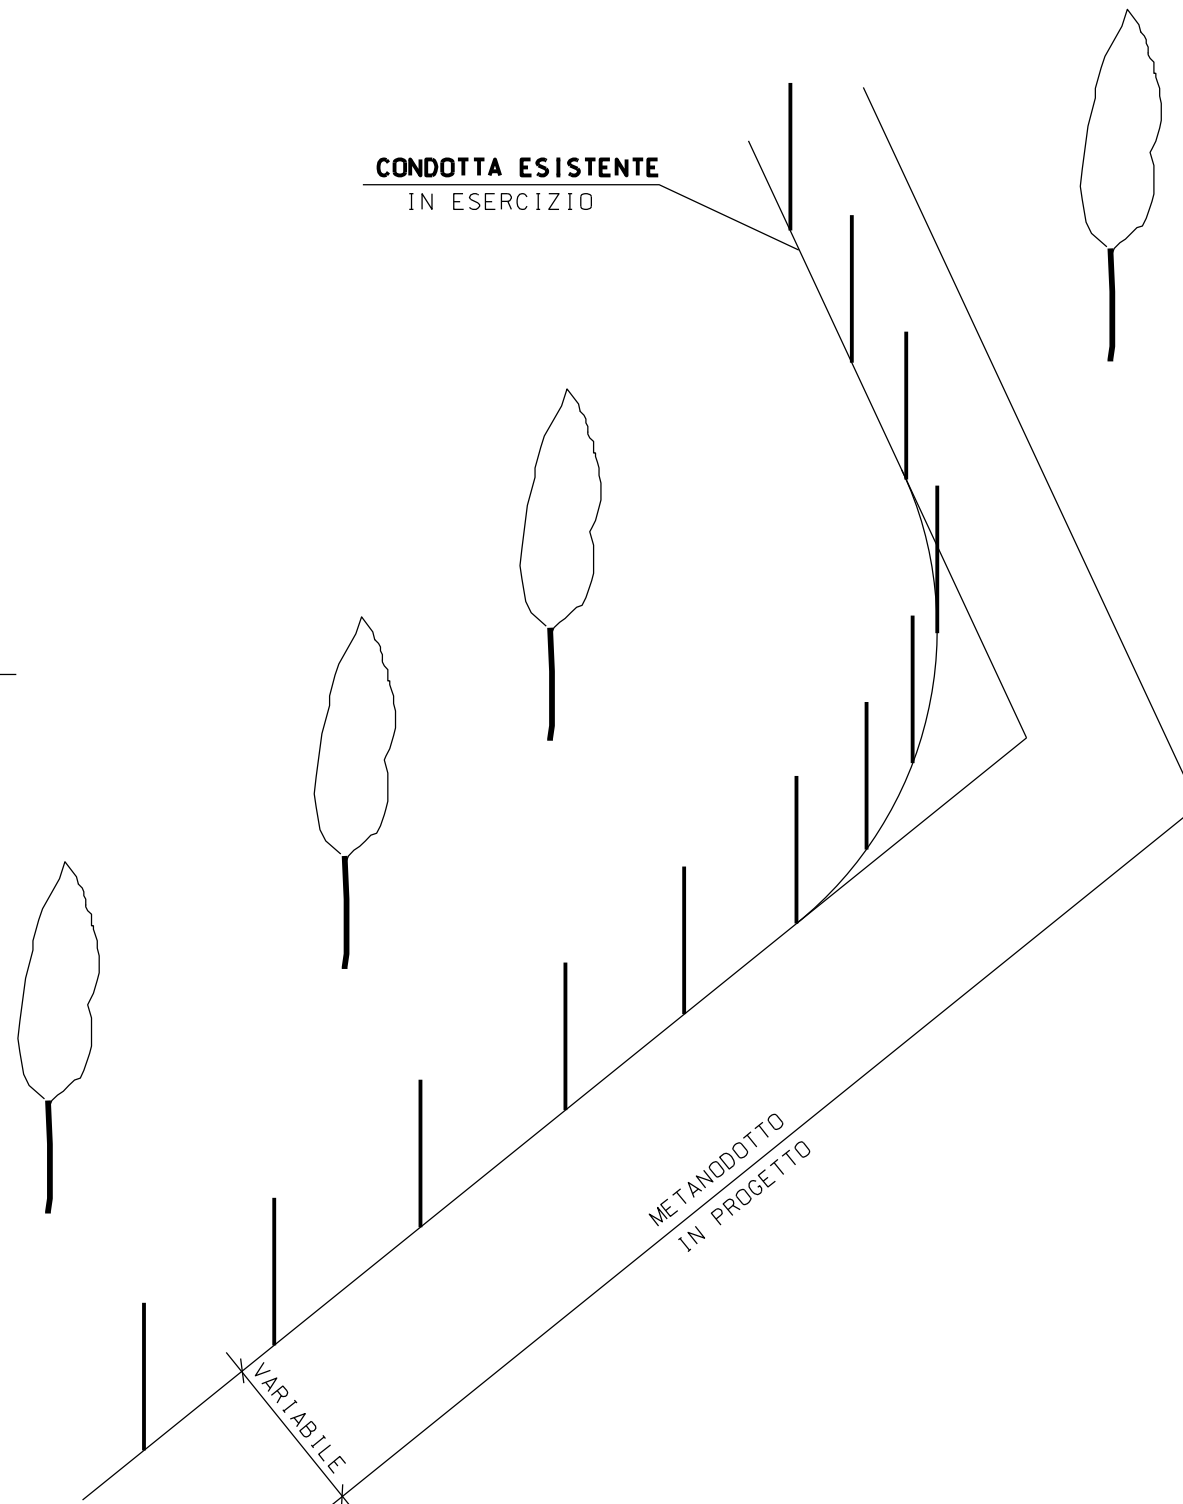 CONDOTTA ESISTENTE
IN ESERCIZIO
METANODOTTO
IN PROGETTO
VARIABILE